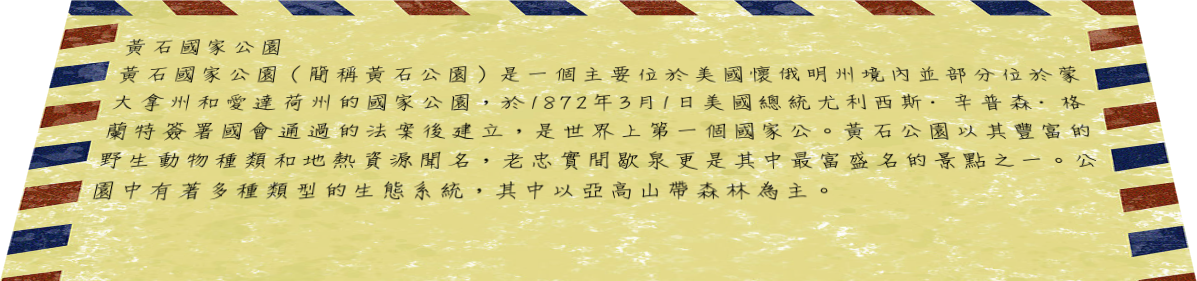 黃石國家公園
黃石國家公園（簡稱黃石公園）是一個主要位於美國懷俄明州境內並部分位於蒙
大拿州和愛達荷州的國家公園，於1872年3月1日美國總統尤利西斯·辛普森·格
蘭特簽署國會通過的法案後建立，是世界上第一個國家公。黃石公園以其豐富的
野生動物種類和地熱資源聞名，老忠實間歇泉更是其中最富盛名的景點之一。公
園中有著多種類型的生態系統，其中以亞高山帶森林為主。